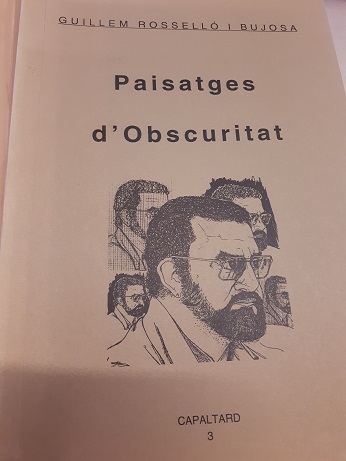 GUILLEM ROSSELLÓ I BUJOSA
Paisatges
d'Obscuritat
CAPALTARD
3